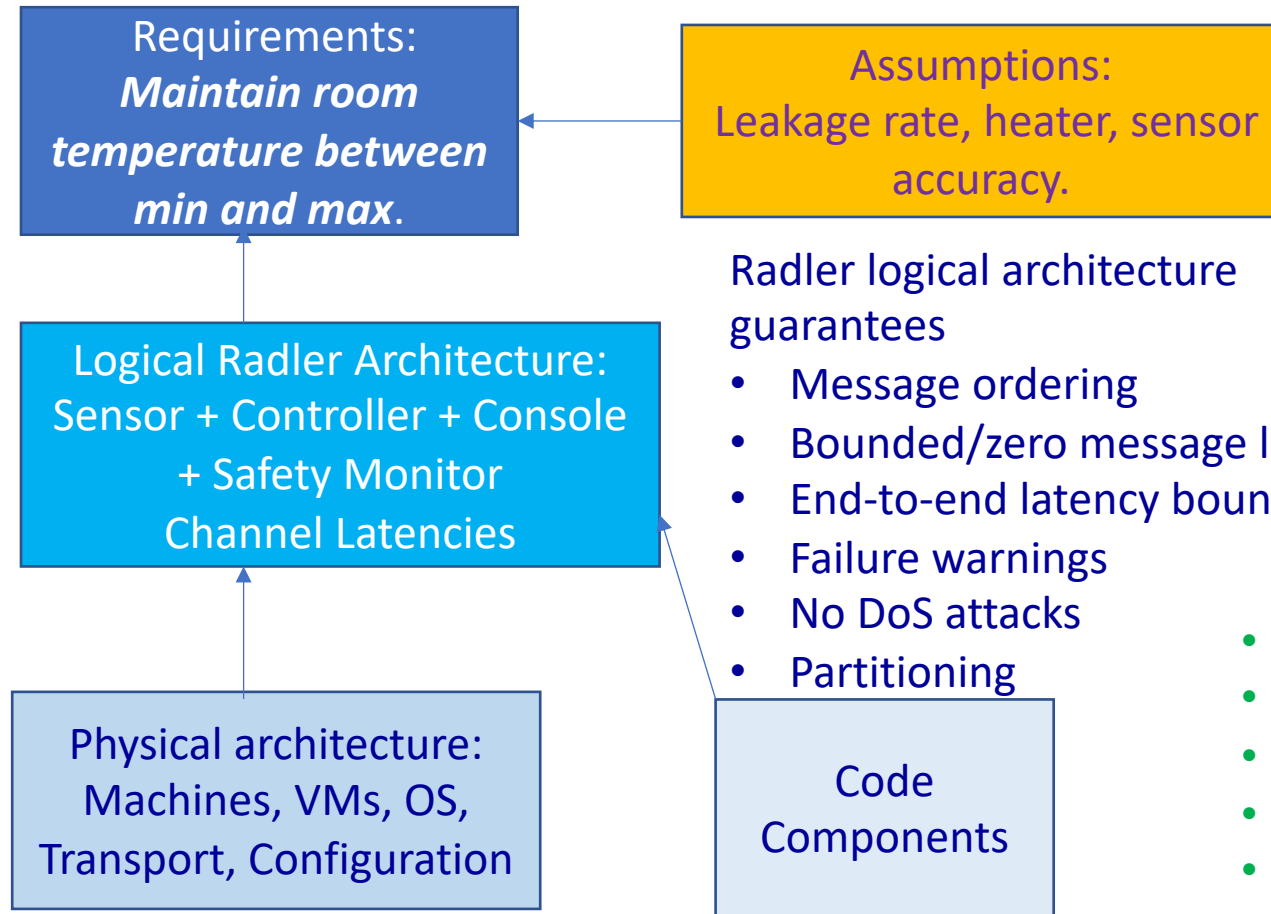 Requirements:
Maintain room
temperature between
min and max.
Assumptions:
Leakage rate, heater, sensor
accuracy.
Radler logical architecture
guarantees
• Message ordering
• Bounded/zero message
• End-to-end latency
• Failure warnings
• No DoS attacks
• Partitioning
Logical Radler Architecture:
Sensor + Controller + Console
+ Safety Monitor
Channel Latencies
Physical architecture:
Machines, VMs, OS,
Transport, Configuration
Code
Components